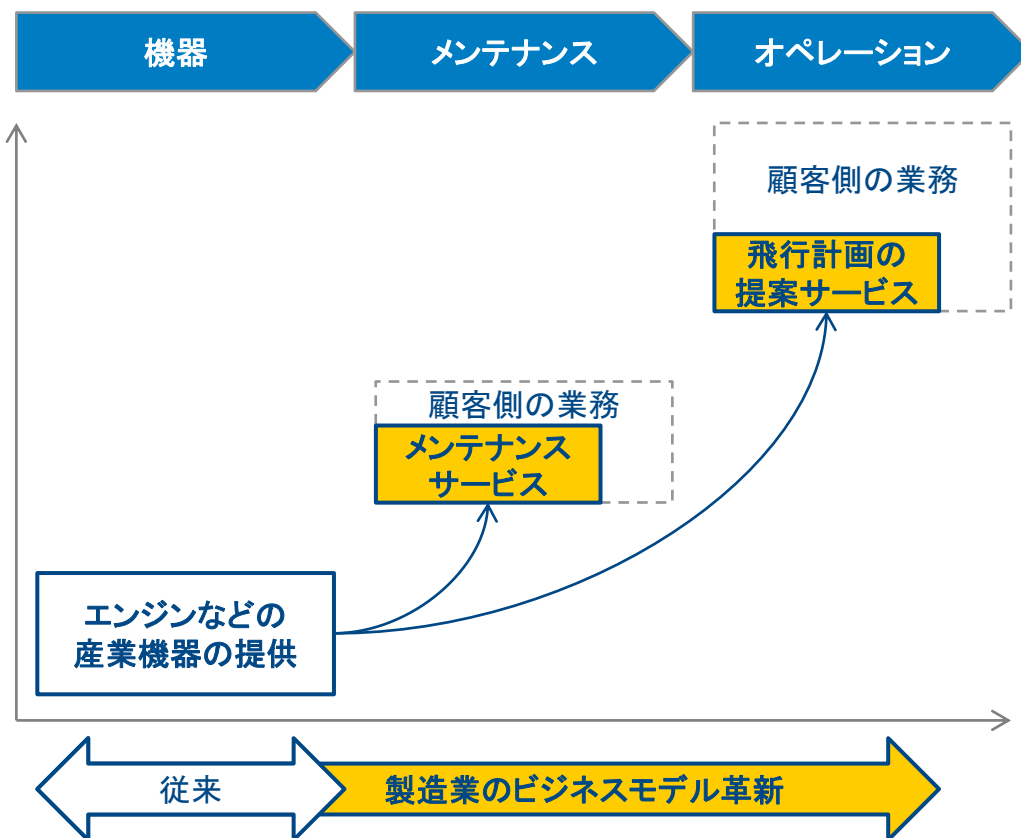 機器
メンテナンス
オペレーション
顧客側の業務
飛行計画の
提案サービス
顧客側の業務
メンテナンス
サービス
エンジンなどの
産業機器の提供
従来
製造業のビジネスモデル革新